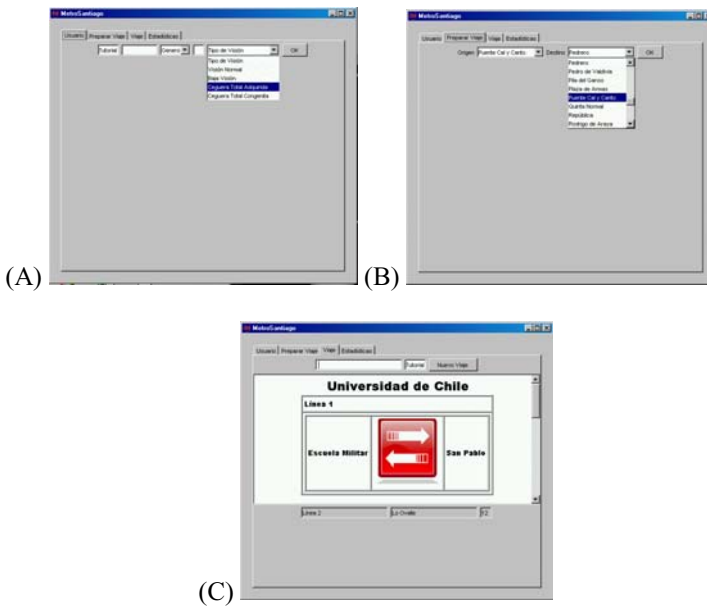 MetroSantiago
Usuario Preparar Viaje Viaje Estadísticas
Tutorial Genero Tipo de Visión OK
Tipo de Visión
Visión Normal
Baja Visión
Ceguera Total Adquirida
Ceguera Total Congenita
(A)
MetroSantiago
Usuario Preparar Viaje Viaje Estadísticas
Origen Puente Cal y Canto Destino Pedrero OK
Pedrero
Pedro de Valdivia
Pila del Ganso
Plaza de Armas
Puente Cal y Canto
Quinta Normal
República
Rodrigo de Araya
(B)
MetroSantiago
Usuario Preparar Viaje Viaje Estadísticas
Tutorial Nuevo Viaje
Universidad de Chile
Línea 1
Escuela Militar San Pablo
Línea 2 Lo Ovalle 12
(C)